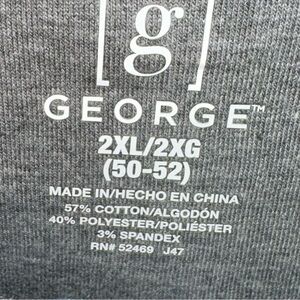 [g]
GEORGE™
2XL/2XG
(50-52)
MADE IN/HECHO EN CHINA
57% COTTON/ALGODÓN
40% POLYESTER/POLIÉSTER
3% SPANDEX
RN# 52469 J47